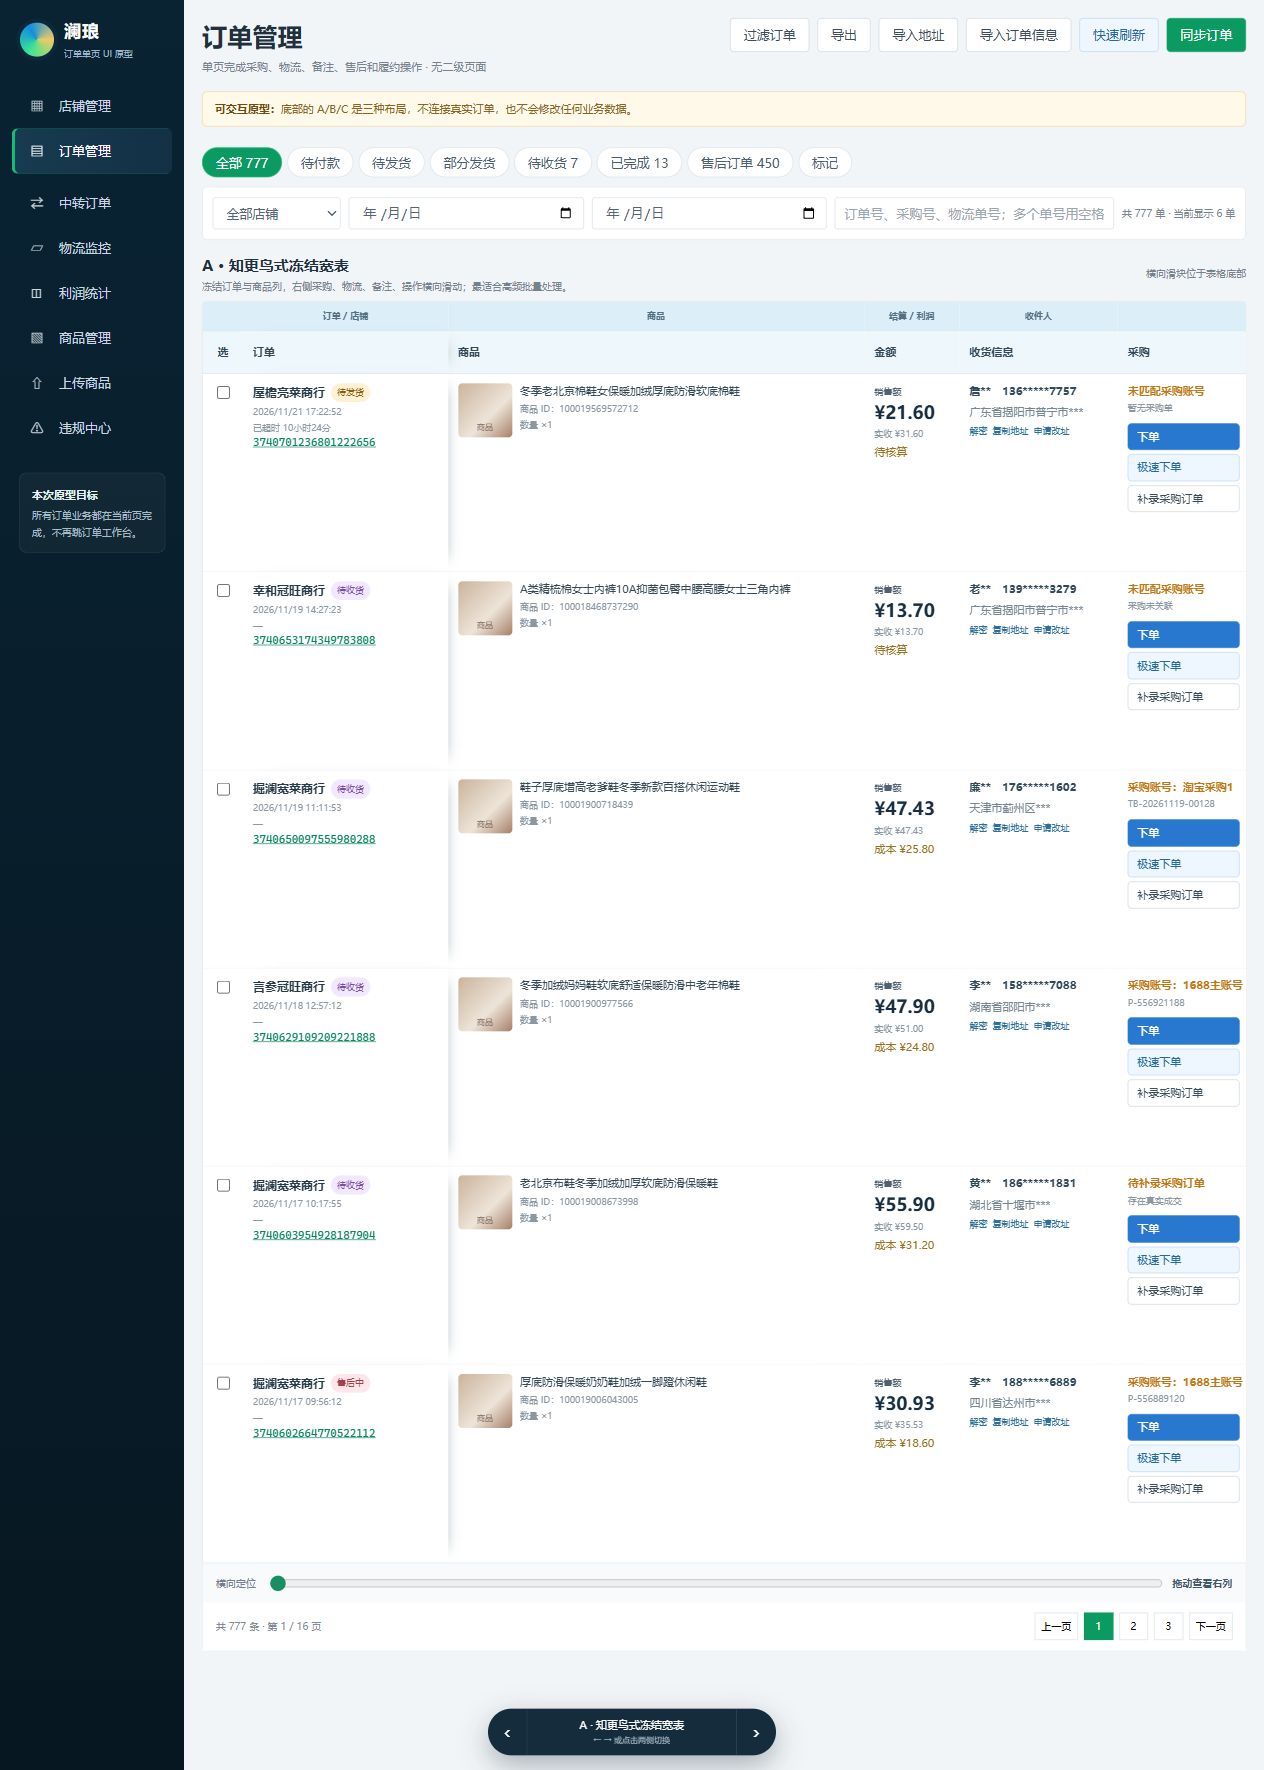 澜琅
订单单页 UI 原型
店铺管理
订单管理
中转订单
物流监控
利润统计
商品管理
上传商品
违规中心
本次原型目标
所有订单业务都在当前页完
成，不再跳订单工作台。
订单管理
单页完成采购、物流、备注、售后和履约操作 · 无二级页面
过滤订单
导出
导入地址
导入订单信息
快速刷新
同步订单
可交互原型：底部的 A/B/C 是三种布局，不连接真实订单，也不会修改任何业务数据。
全部 777
待付款
待发货
部分发货
待收货 7
已完成 13
售后订单 450
标记
全部店铺
年 /月/日
年 /月/日
订单号、采购号、物流单号；多个单号用空格
共 777 单 · 当前显示 6 单
A · 知更鸟式冻结宽表
冻结订单与商品列，右侧采购、物流、备注、操作横向滑动；最适合高频批量处理。
横向滑块位于表格底部
订单 / 店铺
商品
结算 / 利润
收件人
选
订单
商品
金额
收货信息
采购
屋檐亮菜商行 待发货
2026/11/21 17:22:52
已超时 10小时24分
3740701236801222656
商品
冬季老北京棉鞋女保暖加绒厚底防滑软底棉鞋
商品 ID：100019569572712
数量 ×1
销售额
¥21.60
实收 ¥31.60
待核算
詹** 136*****7757
广东省揭阳市普宁市***
解密 复制地址 申请改址
未匹配采购账号
暂无采购单
下单
极速下单
补录采购订单
幸和冠旺商行 待收货
2026/11/19 14:27:23
—
3740653174349783808
商品
A类精梳棉女士内裤10A抑菌包臀中腰高腰女士三角内裤
商品 ID：100018468737290
数量 ×1
销售额
¥13.70
实收 ¥13.70
待核算
老** 139*****3279
广东省揭阳市普宁市***
解密 复制地址 申请改址
未匹配采购账号
采购未关联
下单
极速下单
补录采购订单
掘澜宽菜商行 待收货
2026/11/19 11:11:53
—
3740650097555980288
商品
鞋子厚底增高老爹鞋冬季新款百搭休闲运动鞋
商品 ID：10001900718439
数量 ×1
销售额
¥47.43
实收 ¥47.43
成本 ¥25.80
廉** 176*****1602
天津市蓟州区***
解密 复制地址 申请改址
采购账号：淘宝采购1
TB-20261119-00128
下单
极速下单
补录采购订单
言参冠旺商行 待收货
2026/11/18 12:57:12
—
3740629109209221888
商品
冬季加绒妈妈鞋软底舒适保暖防滑中老年棉鞋
商品 ID：10001900977566
数量 ×1
销售额
¥47.90
实收 ¥51.00
成本 ¥24.80
李** 158*****7088
湖南省邵阳市***
解密 复制地址 申请改址
采购账号：1688主账号
P-556921188
下单
极速下单
补录采购订单
掘澜宽菜商行 待收货
2026/11/17 10:17:55
—
3740603954928187904
商品
老北京布鞋冬季加绒加厚软底防滑保暖鞋
商品 ID：100019008673998
数量 ×1
销售额
¥55.90
实收 ¥59.50
成本 ¥31.20
黄** 186*****1831
湖北省十堰市***
解密 复制地址 申请改址
待补录采购订单
存在真实成交
下单
极速下单
补录采购订单
掘澜宽菜商行 售后中
2026/11/17 09:56:12
—
3740602664770522112
商品
厚底防滑保暖奶奶鞋加绒一脚蹬休闲鞋
商品 ID：100019006043005
数量 ×1
销售额
¥30.93
实收 ¥35.53
成本 ¥18.60
李** 188*****6889
四川省达州市***
解密 复制地址 申请改址
采购账号：1688主账号
P-556889120
下单
极速下单
补录采购订单
横向定位
拖动查看右列
共 777 条 · 第 1 / 16 页
上一页
1
2
3
下一页
‹
A · 知更鸟式冻结宽表
← → 或点击两侧切换
›